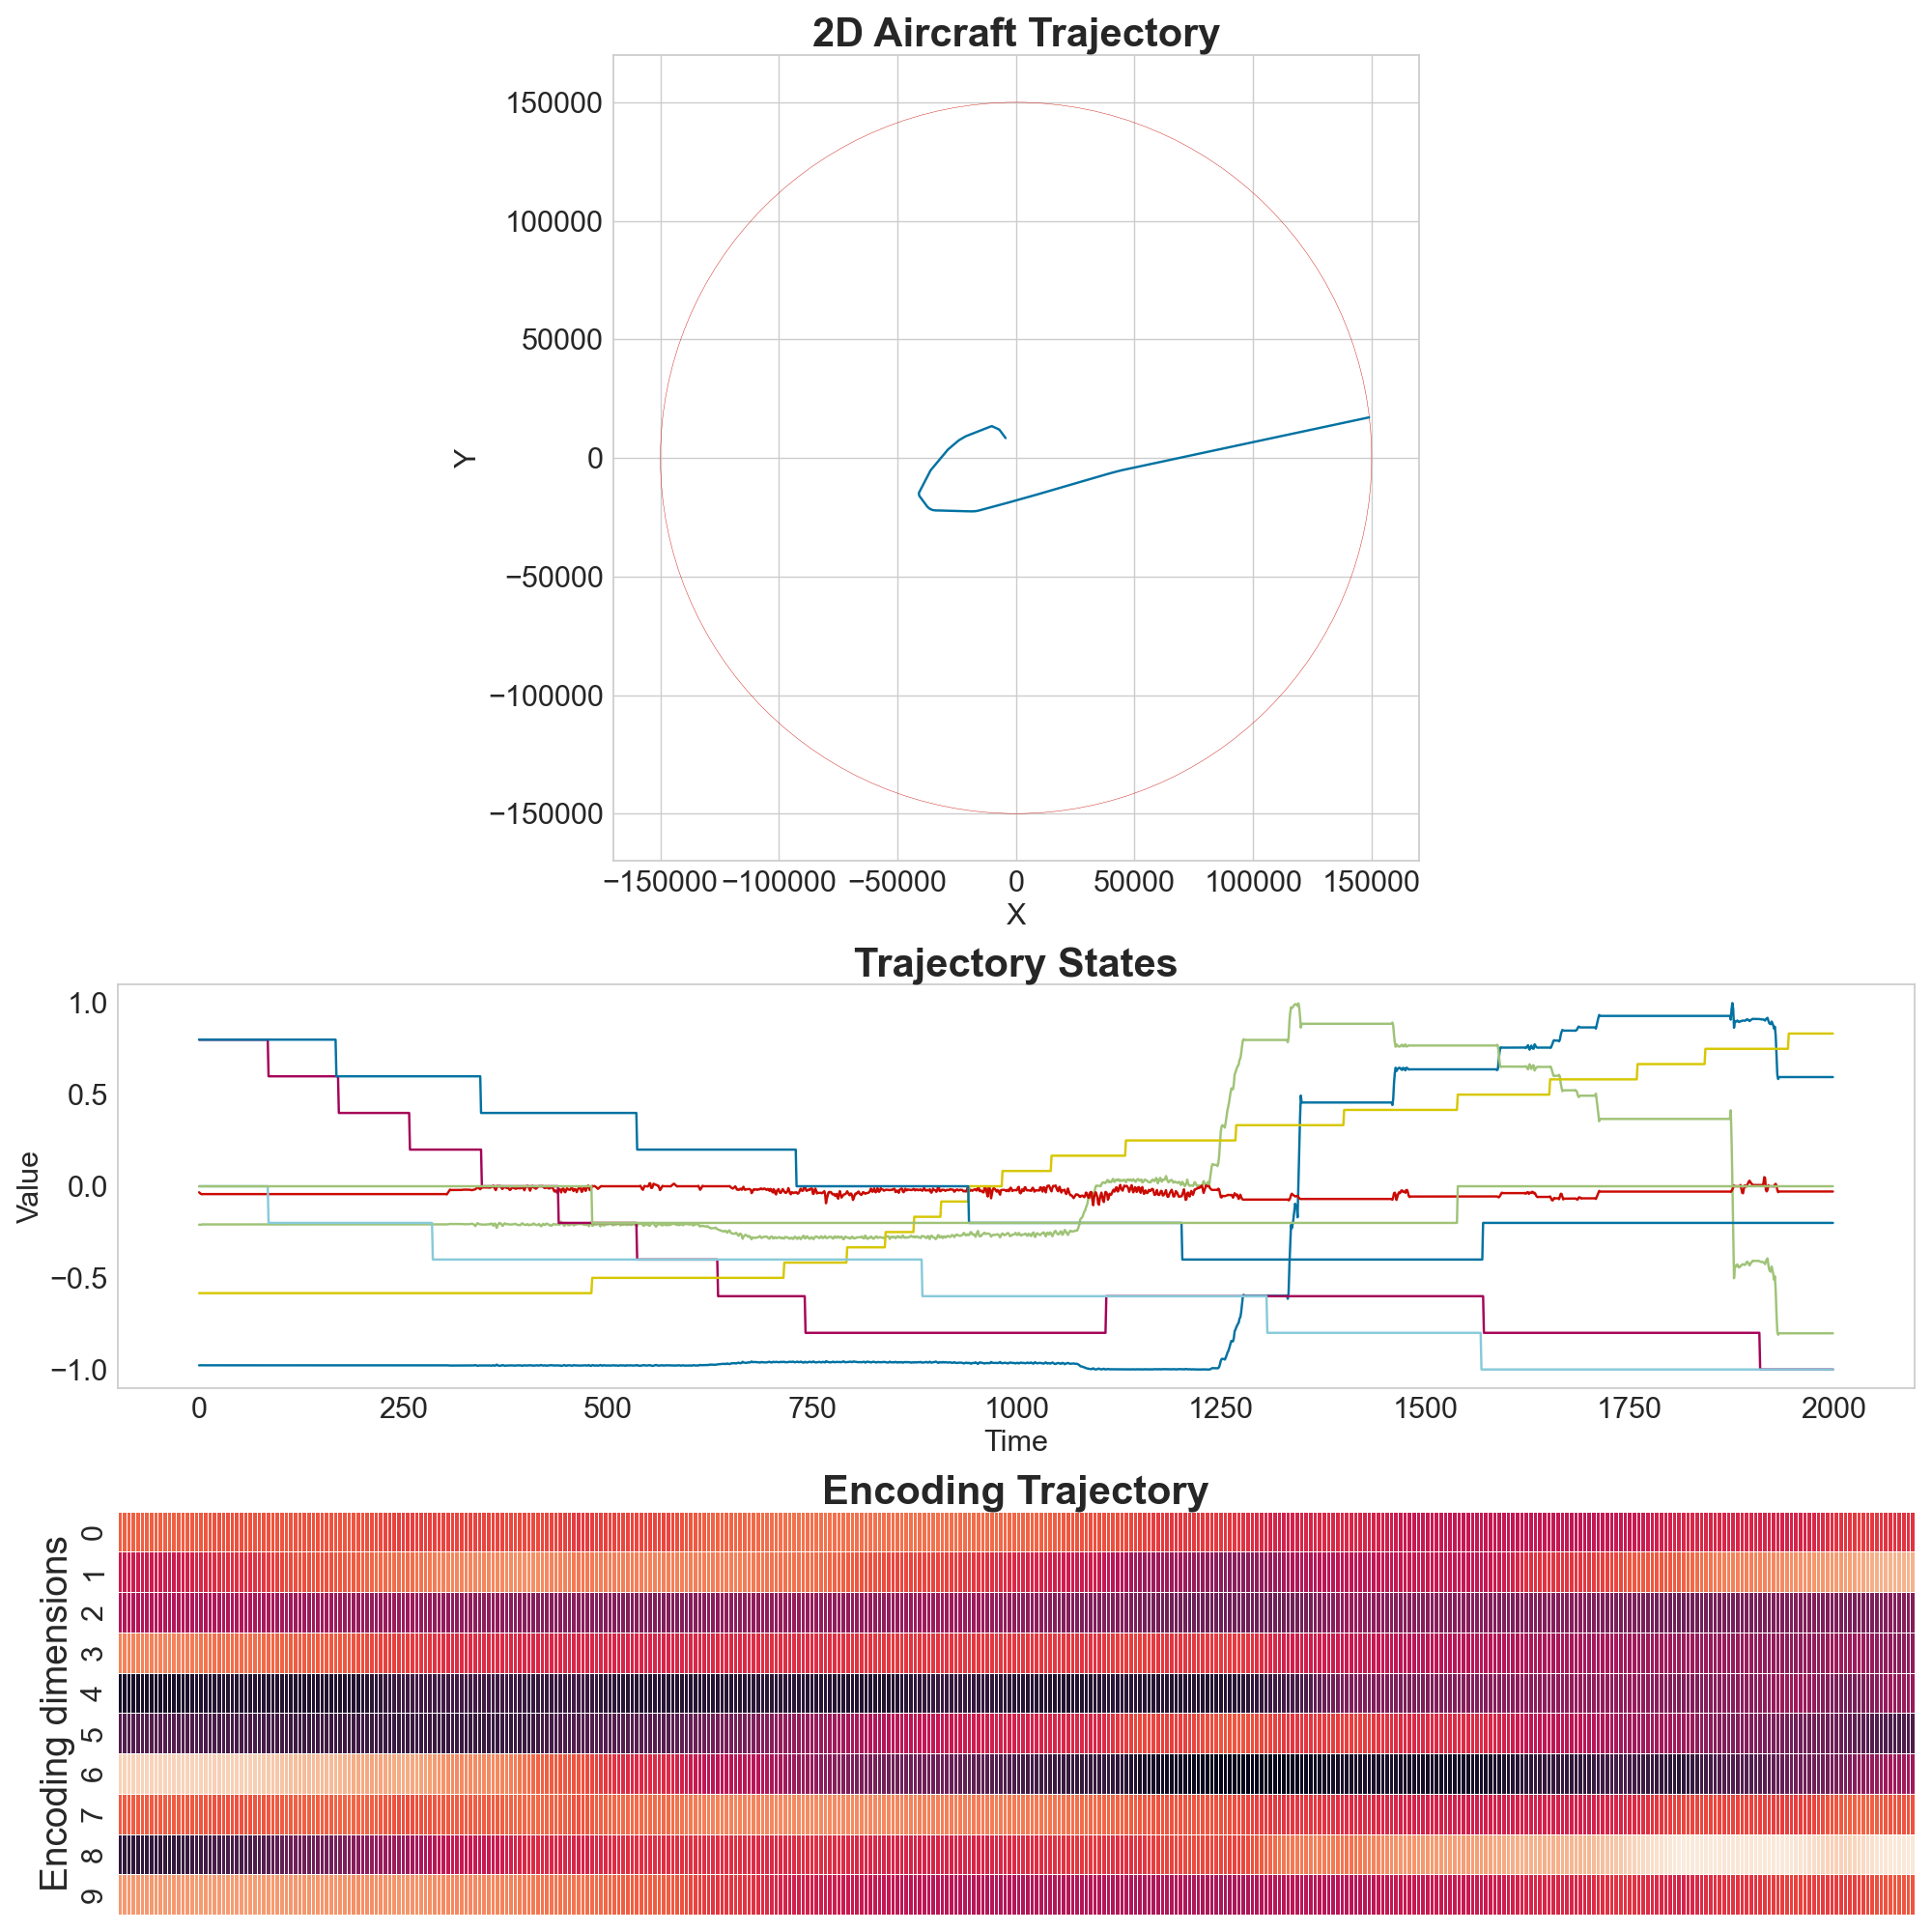 2D Aircraft Trajectory
150000
100000
50000
0
−50000
−100000
−150000
Y
−150000 −100000 −50000 0 50000 100000 150000
X
Trajectory States
1.0
0.5
0.0
−0.5
−1.0
Value
0 250 500 750 1000 1250 1500 1750 2000
Time
Encoding Trajectory
Encoding dimensions
0
1
2
3
4
5
6
7
8
9